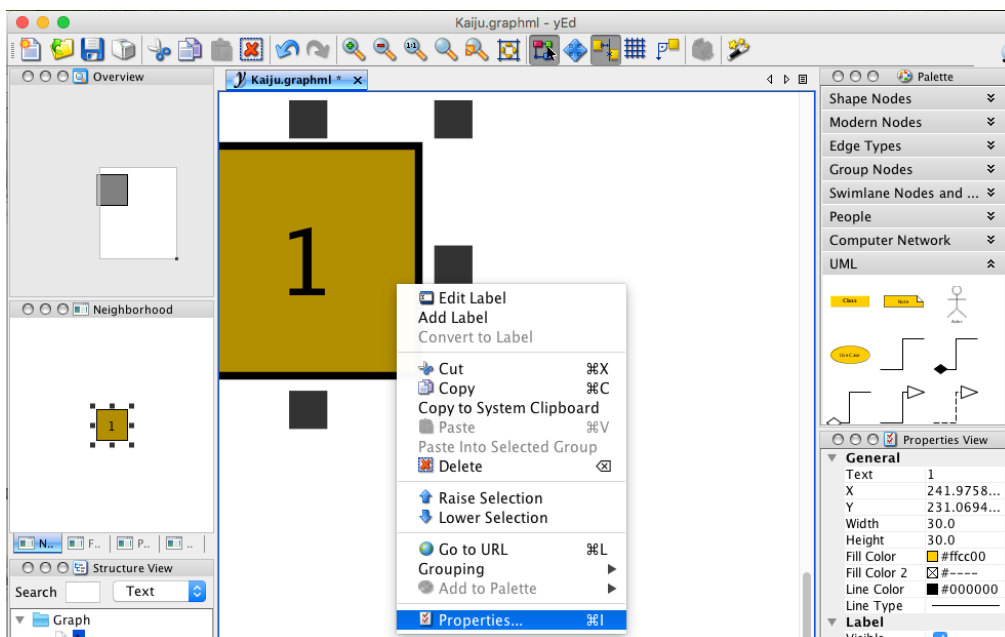 Kaiju.graphml - yEd
Overview
Kaiju.graphml *
Palette
Shape Nodes
Modern Nodes
Edge Types
Group Nodes
Swimlane Nodes and ...
People
Computer Network
UML
Class
Note
Actor
Use Case
1
Neighborhood
1
Edit Label
Add Label
Convert to Label
Cut ⌘X
Copy ⌘C
Copy to System Clipboard
Paste ⌘V
Paste Into Selected Group
Delete ⌫
Raise Selection
Lower Selection
Go to URL ⌘L
Grouping
Add to Palette
Properties... ⌘I
N.. F.. P.. ..
Structure View
Search Text
Graph
Properties View
General
Text 1
X 241.9758...
Y 231.0694...
Width 30.0
Height 30.0
Fill Color #ffcc00
Fill Color 2 #----
Line Color #000000
Line Type
Label